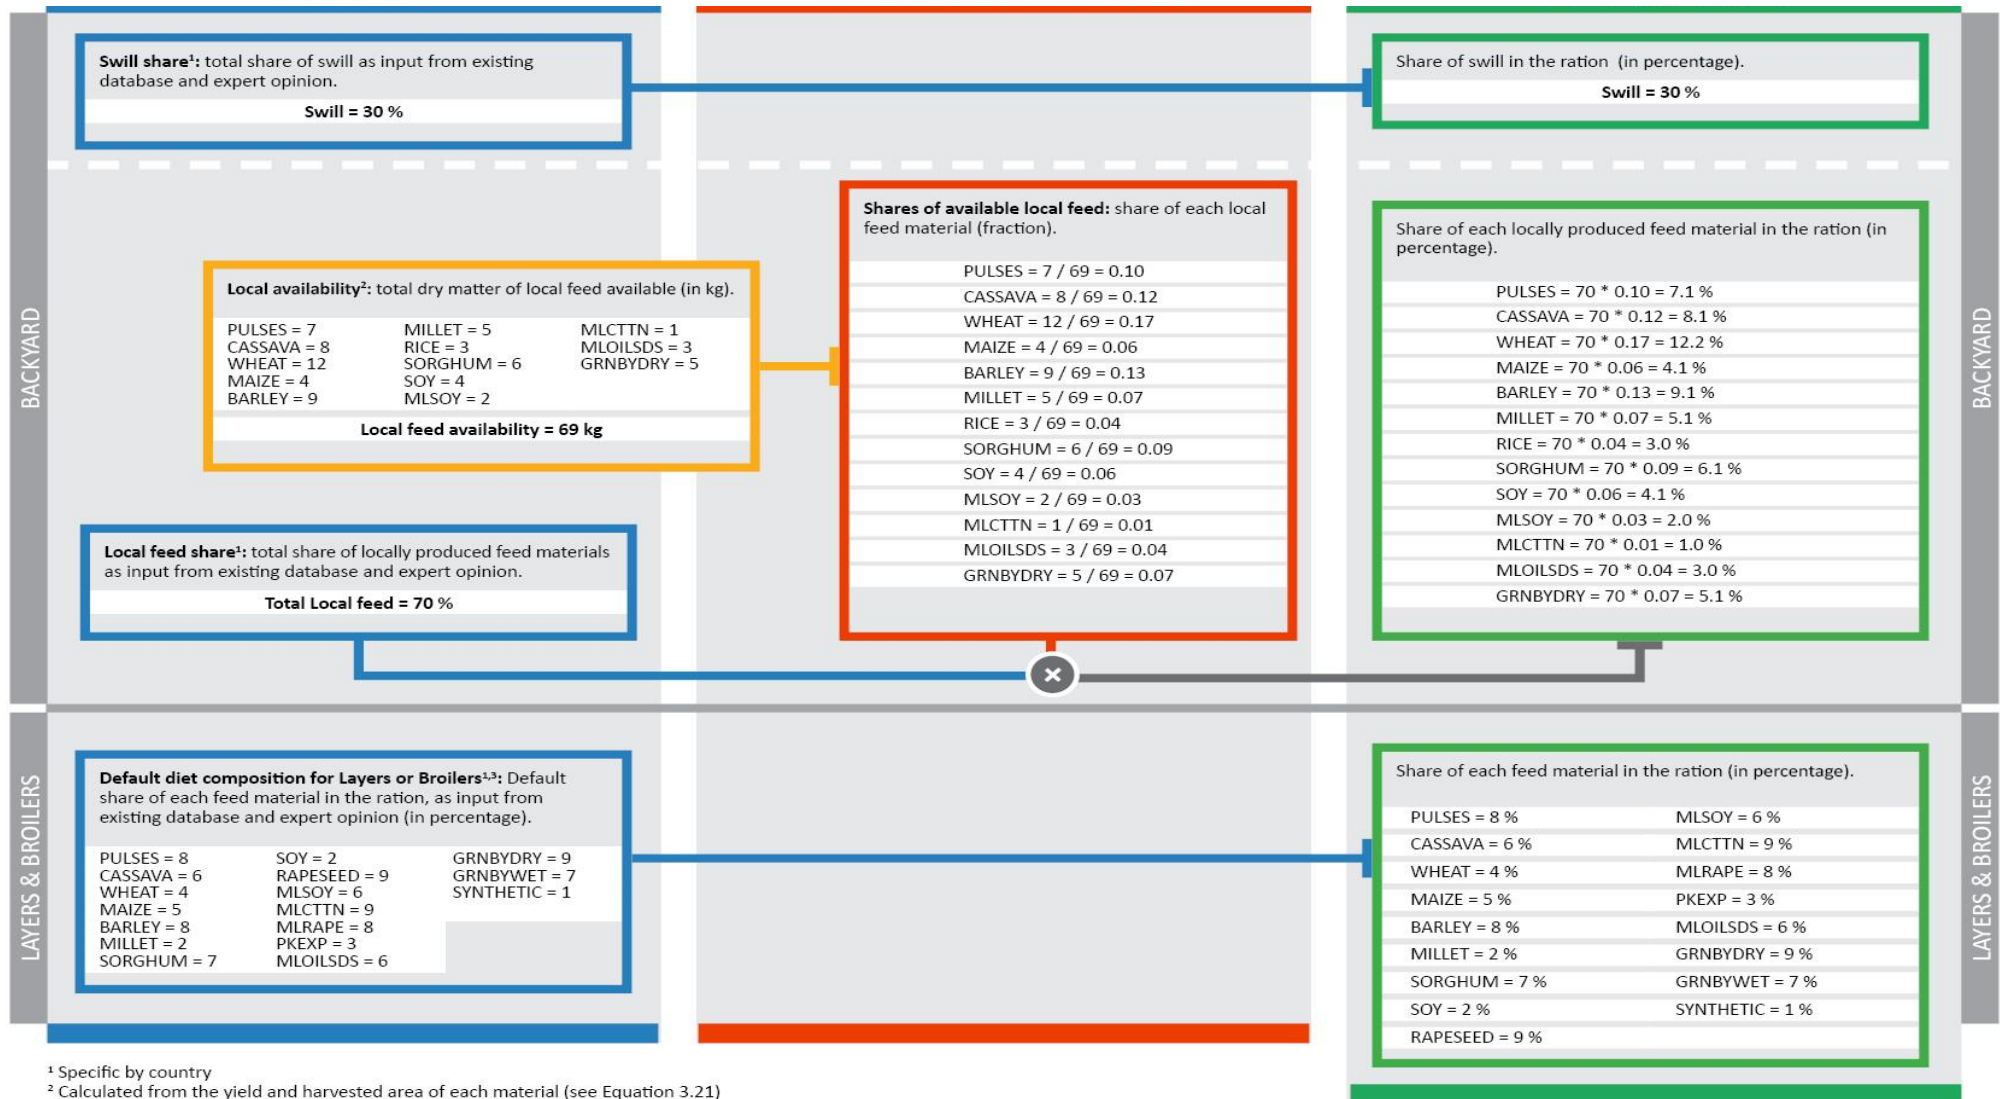 Swill share¹: total share of swill as input from existing
database and expert opinion.
Swill = 30 %
Share of swill in the ration (in percentage).
Swill = 30 %
BACKYARD
Local availability²: total dry matter of local feed available (in kg).
PULSES = 7
CASSAVA = 8
WHEAT = 12
MAIZE = 4
BARLEY = 9
MILLET = 5
RICE = 3
SORGHUM = 6
SOY = 4
MLSOY = 2
MLCTTN = 1
MLOILSDS = 3
GRNBYDRY = 5
Local feed availability = 69 kg
Local feed share¹: total share of locally produced feed materials
as input from existing database and expert opinion.
Total Local feed = 70 %
Shares of available local feed: share of each local
feed material (fraction).
PULSES = 7 / 69 = 0.10
CASSAVA = 8 / 69 = 0.12
WHEAT = 12 / 69 = 0.17
MAIZE = 4 / 69 = 0.06
BARLEY = 9 / 69 = 0.13
MILLET = 5 / 69 = 0.07
RICE = 3 / 69 = 0.04
SORGHUM = 6 / 69 = 0.09
SOY = 4 / 69 = 0.06
MLSOY = 2 / 69 = 0.03
MLCTTN = 1 / 69 = 0.01
MLOILSDS = 3 / 69 = 0.04
GRNBYDRY = 5 / 69 = 0.07
×
Share of each locally produced feed material in the ration (in
percentage).
PULSES = 70 * 0.10 = 7.1 %
CASSAVA = 70 * 0.12 = 8.1 %
WHEAT = 70 * 0.17 = 12.2 %
MAIZE = 70 * 0.06 = 4.1 %
BARLEY = 70 * 0.13 = 9.1 %
MILLET = 70 * 0.07 = 5.1 %
RICE = 70 * 0.04 = 3.0 %
SORGHUM = 70 * 0.09 = 6.1 %
SOY = 70 * 0.06 = 4.1 %
MLSOY = 70 * 0.03 = 2.0 %
MLCTTN = 70 * 0.01 = 1.0 %
MLOILSDS = 70 * 0.04 = 3.0 %
GRNBYDRY = 70 * 0.07 = 5.1 %
BACKYARD
LAYERS & BROILERS
Default diet composition for Layers or Broilers¹,³: Default
share of each feed material in the ration, as input from
existing database and expert opinion (in percentage).
PULSES = 8
CASSAVA = 6
WHEAT = 4
MAIZE = 5
BARLEY = 8
MILLET = 2
SORGHUM = 7
SOY = 2
RAPESEED = 9
MLSOY = 6
MLCTTN = 9
MLRAPE = 8
PKEXP = 3
MLOILSDS = 6
GRNBYDRY = 9
GRNBYWET = 7
SYNTHETIC = 1
Share of each feed material in the ration (in percentage).
PULSES = 8 %
CASSAVA = 6 %
WHEAT = 4 %
MAIZE = 5 %
BARLEY = 8 %
MILLET = 2 %
SORGHUM = 7 %
SOY = 2 %
RAPESEED = 9 %
MLSOY = 6 %
MLCTTN = 9 %
MLRAPE = 8 %
PKEXP = 3 %
MLOILSDS = 6 %
GRNBYDRY = 9 %
GRNBYWET = 7 %
SYNTHETIC = 1 %
LAYERS & BROILERS
¹ Specific by country
² Calculated from the yield and harvested area of each material (see Equation 3.21)